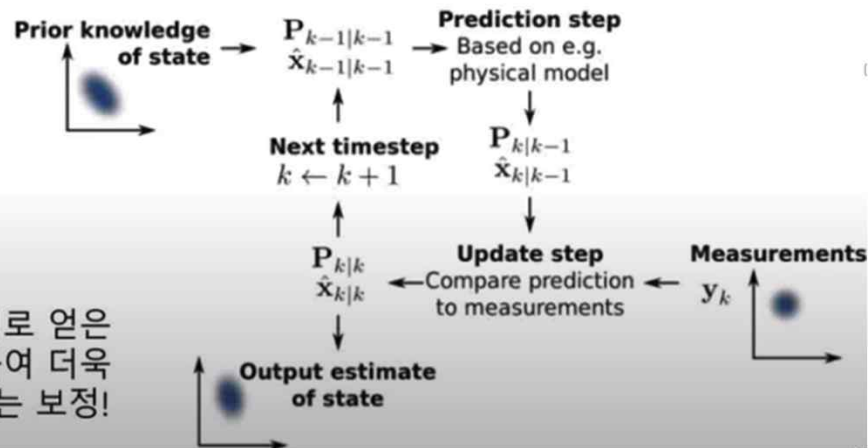 Prior knowledge
of state
P_{k-1|k-1}
x̂_{k-1|k-1}
Prediction step
Based on e.g.
physical model
P_{k|k-1}
x̂_{k|k-1}
Next timestep
k ← k + 1
P_{k|k}
x̂_{k|k}
Update step
Compare prediction
to measurements
Measurements
y_k
로 얻은
여 더욱
는 보정!
Output estimate
of state